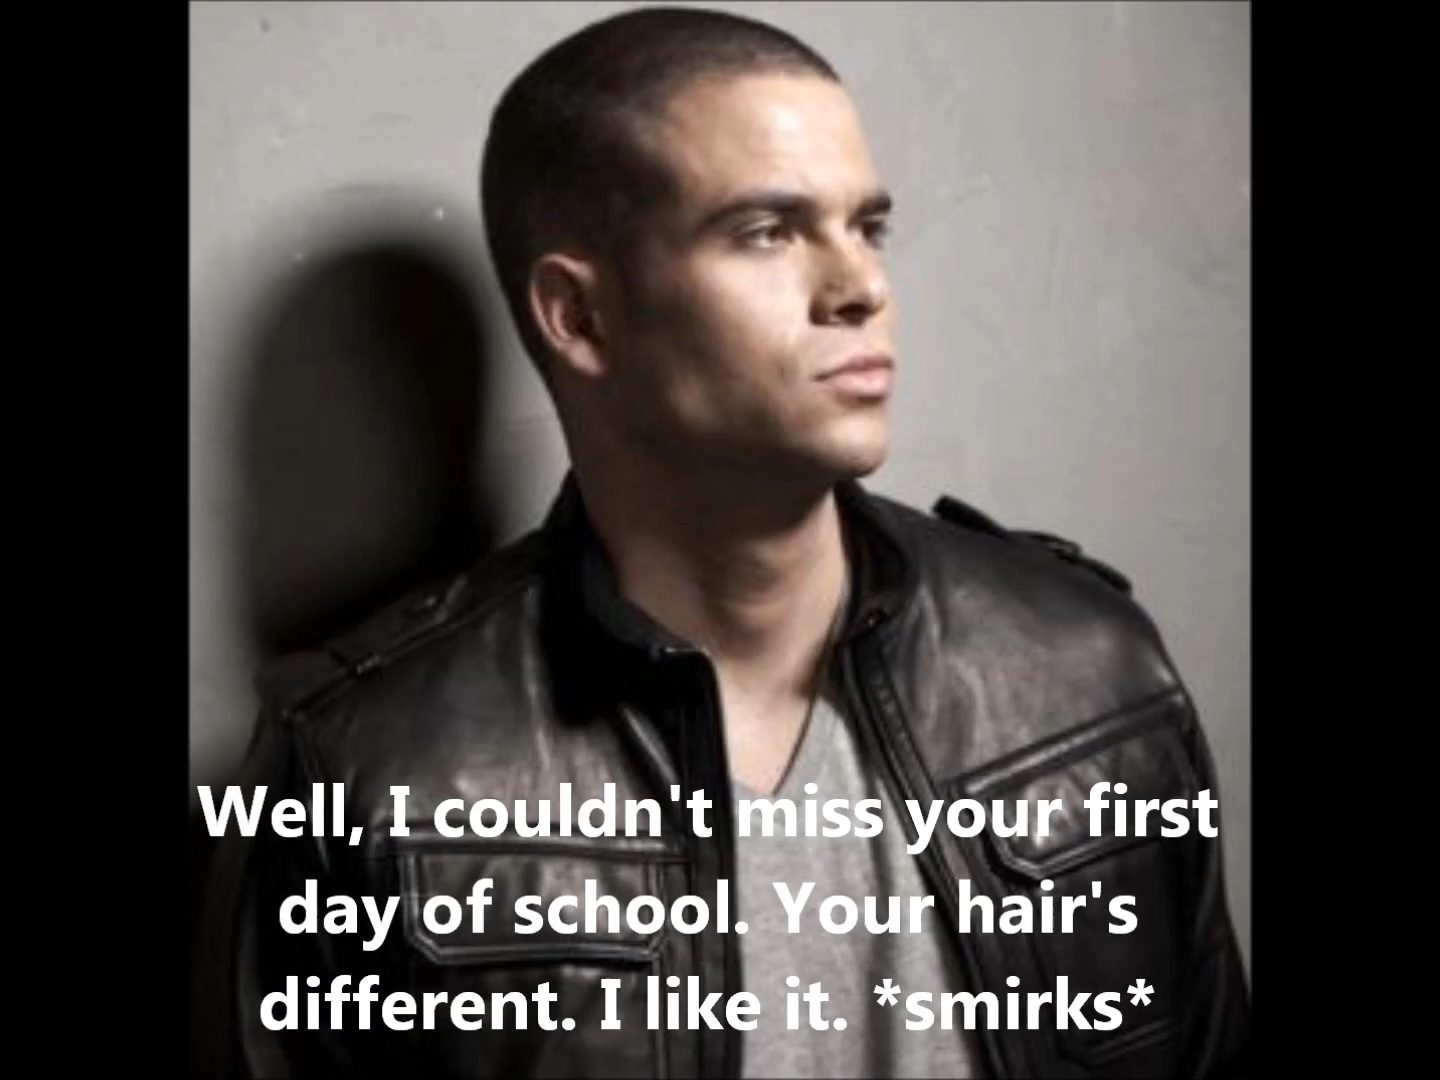 Well, I couldn't miss your first
day of school. Your hair's
different. I like it. *smirks*